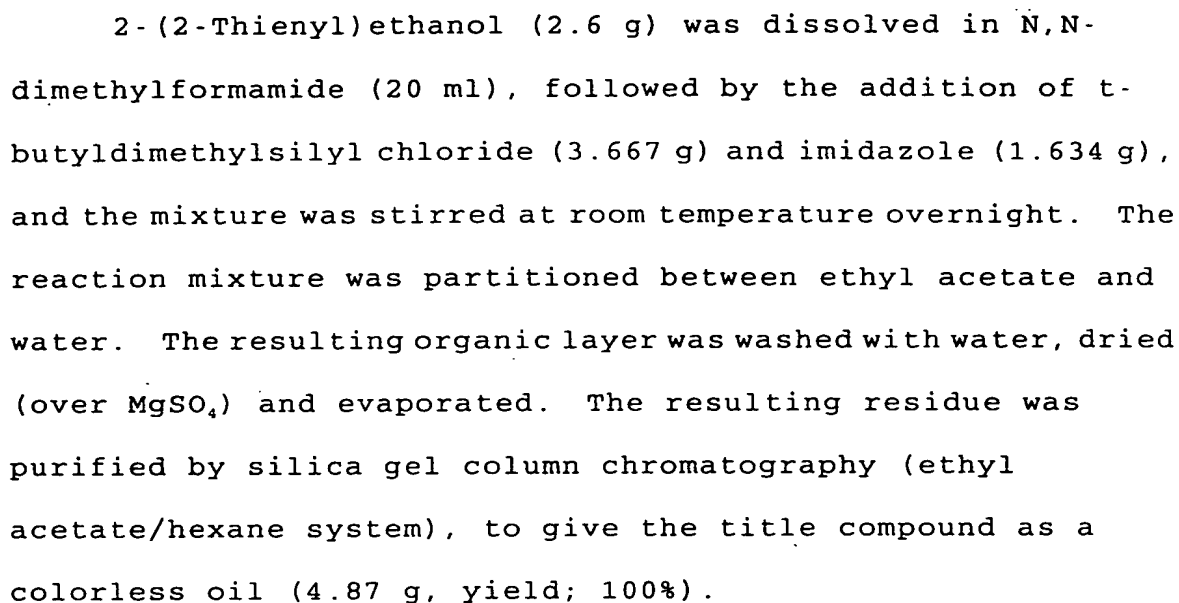 2-(2-Thienyl)ethanol (2.6 g) was dissolved in N,N-
dimethylformamide (20 ml), followed by the addition of t-
butyldimethylsilyl chloride (3.667 g) and imidazole (1.634 g),
and the mixture was stirred at room temperature overnight. The
reaction mixture was partitioned between ethyl acetate and
water. The resulting organic layer was washed with water, dried
(over MgSO₄) and evaporated. The resulting residue was
purified by silica gel column chromatography (ethyl
acetate/hexane system), to give the title compound as a
colorless oil (4.87 g, yield; 100%).